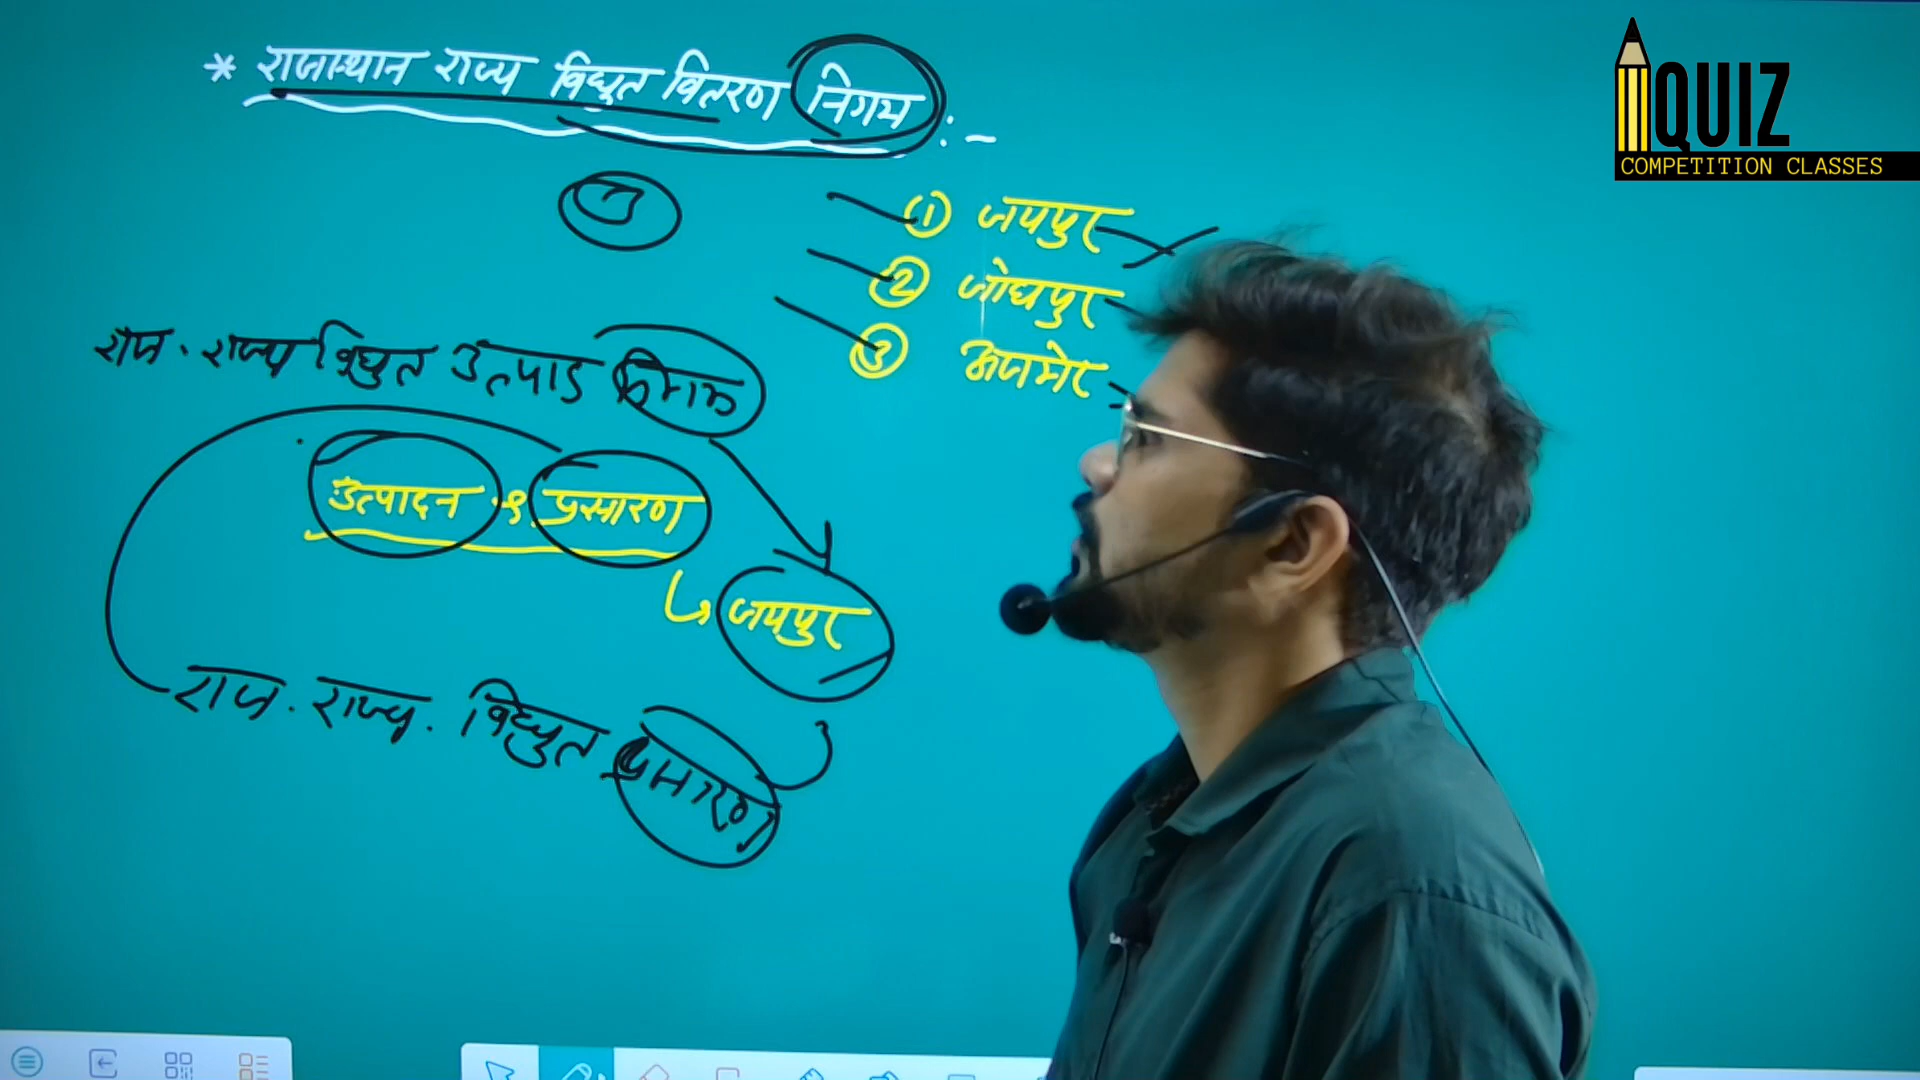 * राजस्थान राज्य विद्युत वितरण निगम :-
QUIZ
COMPETITION CLASSES
① जयपुर
② जोधपुर
③ अजमेर
राज. राज्य विद्युत उत्पाद निगम
उत्पादन & प्रसारण
↳ जयपुर
राज. राज्य. विद्युत प्रसारण